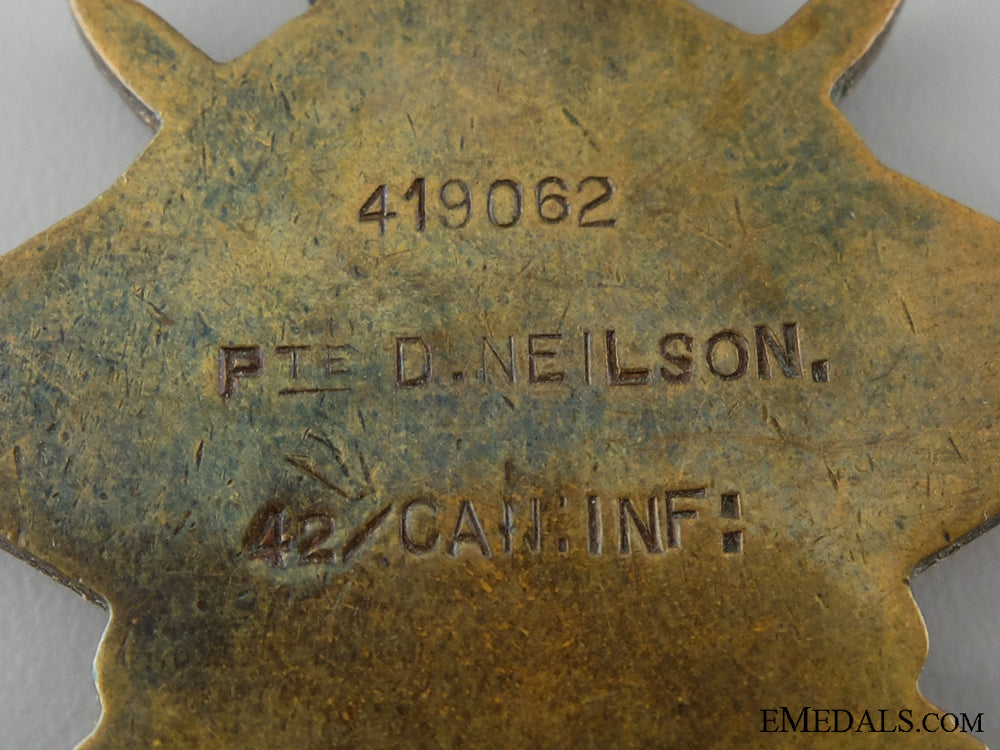 419062
PTE D. NEILSON.
42/CAN: INF:
EMEDALS.COM